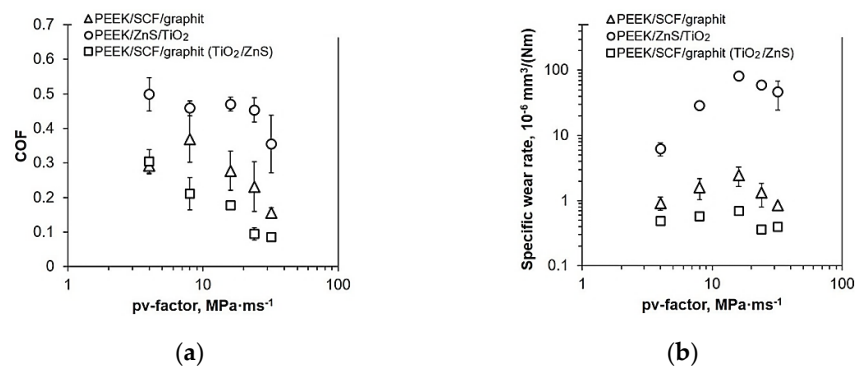 0.7
0.6
0.5
0.4
0.3
0.2
0.1
0
COF
PEEK/SCF/graphit
PEEK/ZnS/TiO2
PEEK/SCF/graphit (TiO2/ZnS)
1
10
100
pv-factor, MPa·ms-1
(a)
Specific wear rate, 10-6 mm3/(Nm)
100
10
1
0.1
PEEK/SCF/graphit
PEEK/ZnS/TiO2
PEEK/SCF/graphit (TiO2/ZnS)
1
10
100
pv-factor, MPa·ms-1
(b)